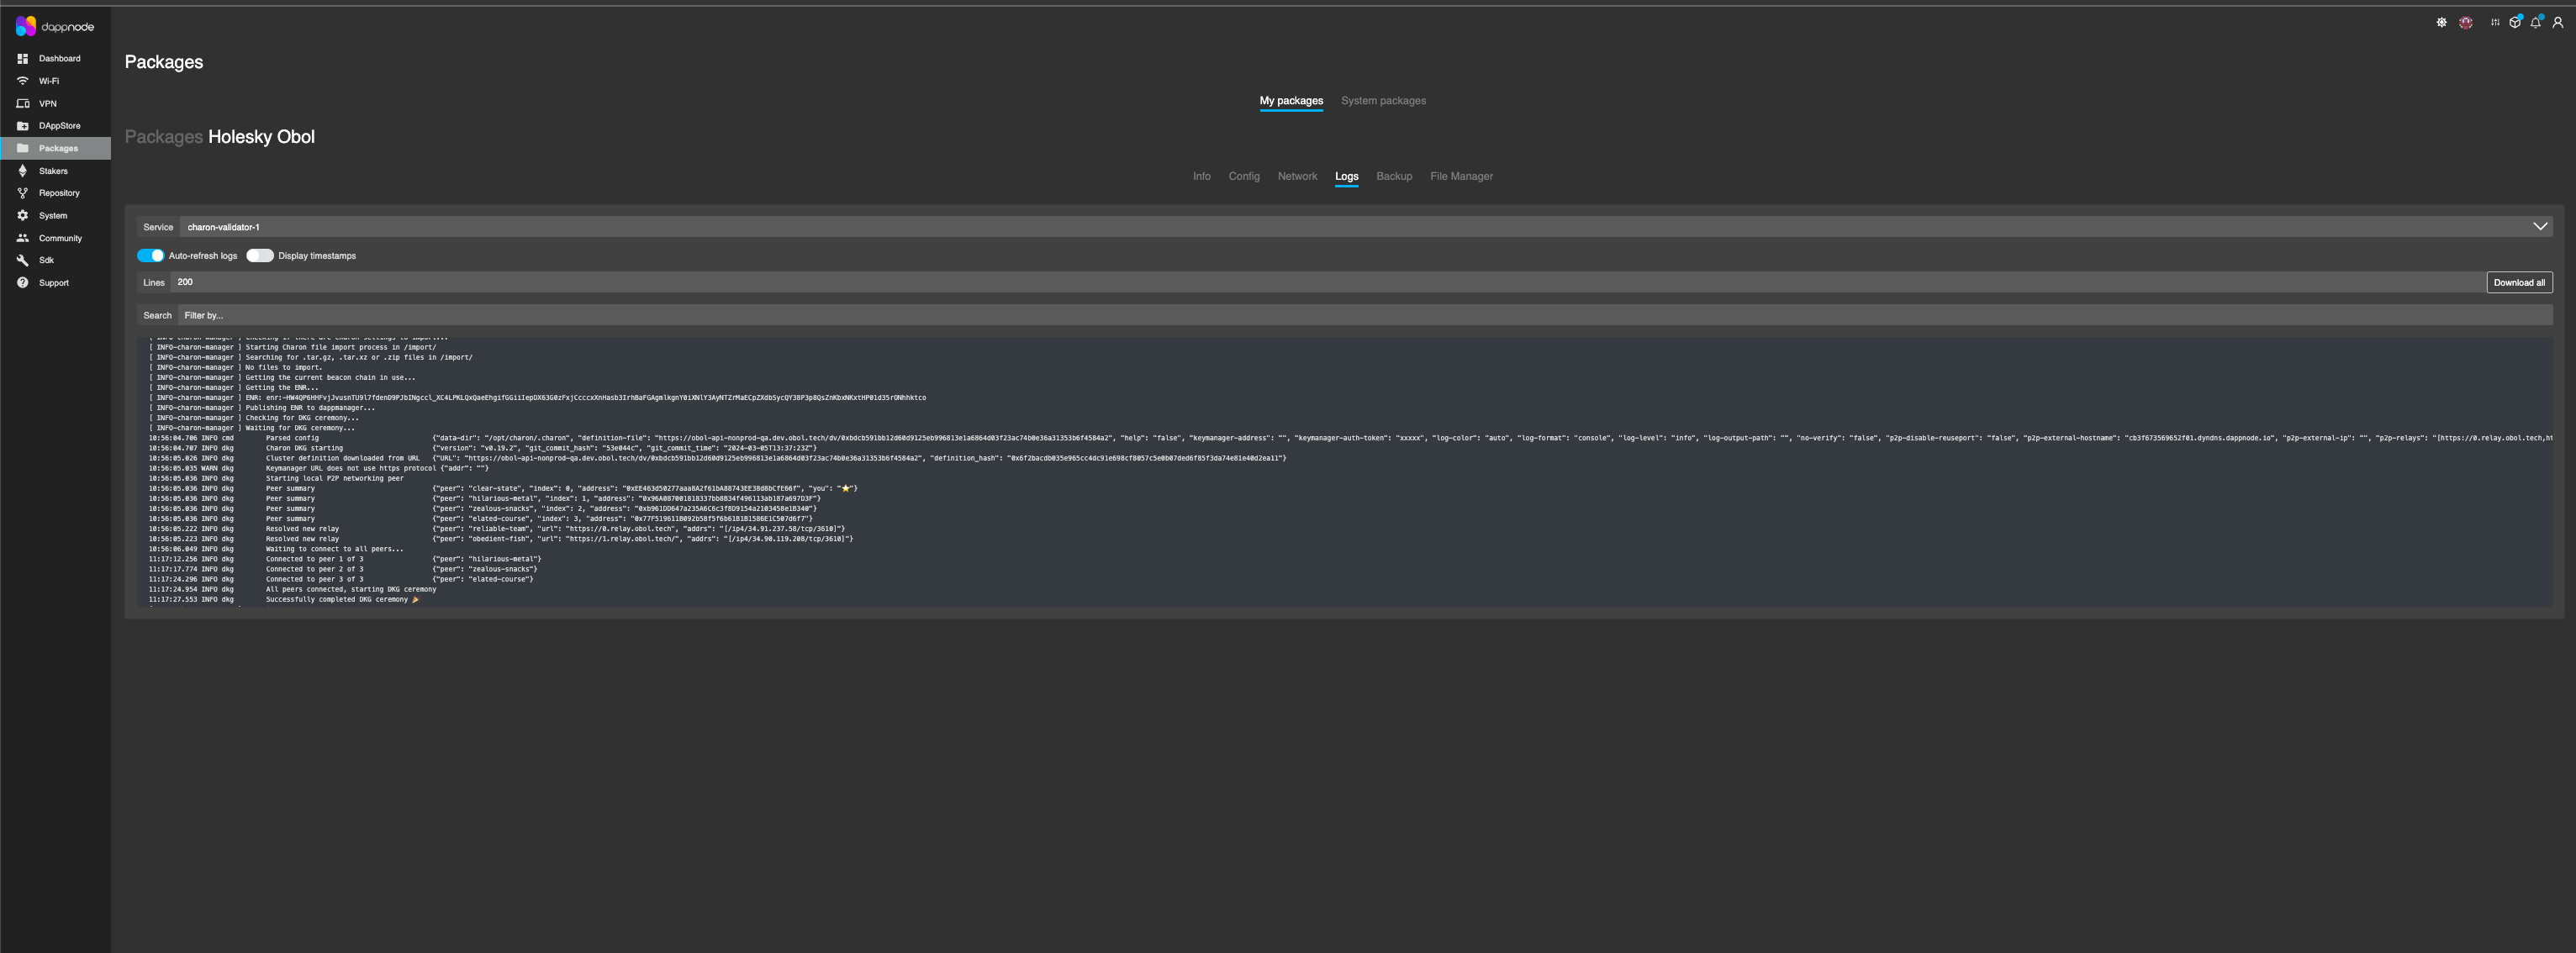 dappnode
Dashboard
Wi-Fi
VPN
DAppStore
Packages
Stakers
Repository
System
Community
Sdk
Support
Packages
My packages System packages
Packages Holesky Obol
Info Config Network Logs Backup File Manager
Service charon-validator-1
Auto-refresh logs Display timestamps
Lines 200 Download all
Search Filter by...
[ INFO-charon-manager ] Checking if there are charon settings to import...
[ INFO-charon-manager ] Starting Charon file import process in /import/
[ INFO-charon-manager ] Searching for .tar.gz, .tar.xz or .zip files in /import/
[ INFO-charon-manager ] No files to import.
[ INFO-charon-manager ] Getting the current beacon chain in use...
[ INFO-charon-manager ] Getting the ENR...
[ INFO-charon-manager ] ENR:
[ INFO-charon-manager ] Publishing ENR to dappmanager...
[ INFO-charon-manager ] Checking for DKG ceremony...
[ INFO-charon-manager ] Waiting for DKG ceremony...
10:56:04.706 INFO cmd Parsed config {"data-dir": "/opt/charon/.charon", "definition-file": "https://obol-api-nonprod-qa.dev.obol.tech/dv/0xbdcb591bb12d60d9125eb996813e1a6864d03f23ac74b0e36a31353b6f4584a2", "help": "false", "keymanager-address": "", "keymanager-auth-token": "xxxxx", "log-color": "auto", "log-format": "console", "log-level": "info", "log-output-path": "", "no-verify": "false", "p2p-disable-reuseport": "false", "p2p-external-hostname": "cb3f673569652f01.dyndns.dappnode.io", "p2p-external-ip": "", "p2p-relays": "[https://0.relay.obol.tech,ht
10:56:04.707 INFO dkg Charon DKG starting {"version": "v0.19.2", "git_commit_hash": "53e044c", "git_commit_time": "2024-03-05T13:37:23Z"}
10:56:05.026 INFO dkg Cluster definition downloaded from URL {"URL": "https://obol-api-nonprod-qa.dev.obol.tech/dv/0xbdcb591bb12d60d9125eb996813e1a6864d03f23ac74b0e36a31353b6f4584a2", "definition_hash": "0x6f2bacdb035e965cc4dc91e698cf8057c5e0b07ded6f85f3da74e81e40d2ea11"}
10:56:05.035 WARN dkg Keymanager URL does not use https protocol {"addr": ""}
10:56:05.036 INFO dkg Starting local P2P networking peer
10:56:05.036 INFO dkg Peer summary {"peer": "clear-state", "index": 0, "address": "0xEE463d50277aaa8A2f61bA88743EE38d8bCfE66f", "you": "⭐"}
10:56:05.036 INFO dkg Peer summary {"peer": "hilarious-metal", "index": 1, "address": "0x96A087001818337bb8834f496113ab187a697D3F"}
10:56:05.036 INFO dkg Peer summary {"peer": "zealous-snacks", "index": 2, "address": "0xb961DD647a235A6C6c3f8D9154a2103458e1B340"}
10:56:05.036 INFO dkg Peer summary {"peer": "elated-course", "index": 3, "address": "0x77F519611B092b58f5f6b61B1B1586E1C507d6f7"}
10:56:05.222 INFO dkg Resolved new relay {"peer": "reliable-team", "url": "https://0.relay.obol.tech", "addrs": "[/ip4/34.91.237.58/tcp/3610]"}
10:56:05.223 INFO dkg Resolved new relay {"peer": "obedient-fish", "url": "https://1.relay.obol.tech/", "addrs": "[/ip4/34.90.119.208/tcp/3610]"}
10:56:06.049 INFO dkg Waiting to connect to all peers...
11:17:12.256 INFO dkg Connected to peer 1 of 3 {"peer": "hilarious-metal"}
11:17:17.774 INFO dkg Connected to peer 2 of 3 {"peer": "zealous-snacks"}
11:17:24.296 INFO dkg Connected to peer 3 of 3 {"peer": "elated-course"}
11:17:24.954 INFO dkg All peers connected, starting DKG ceremony
11:17:27.553 INFO dkg Successfully completed DKG ceremony 🎉